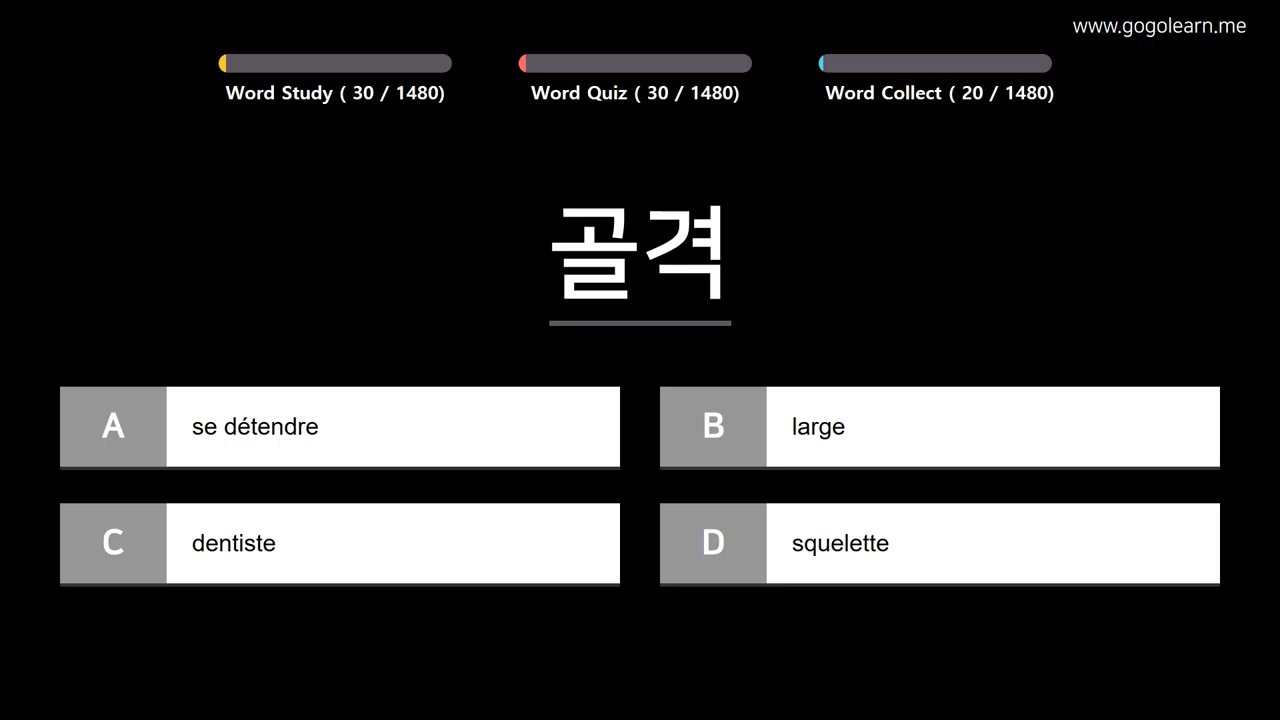 www.gogolearn.me
Word Study ( 30 / 1480)
Word Quiz ( 30 / 1480)
Word Collect ( 20 / 1480)
골격
A se détendre
B large
C dentiste
D squelette